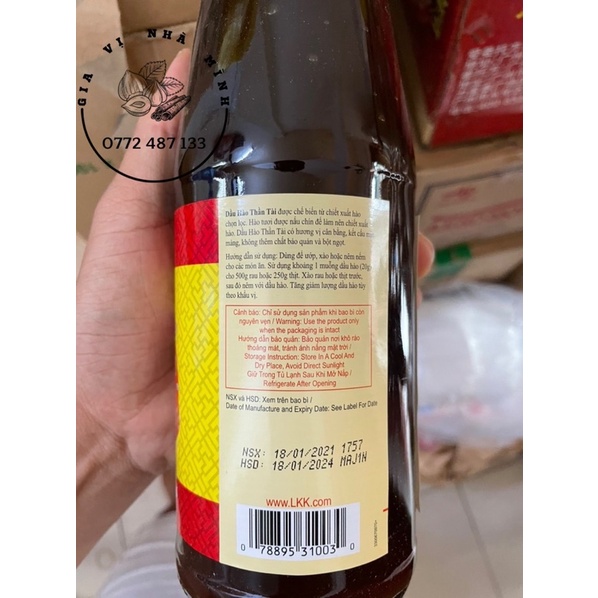 GIA VỊ NHÀ MÌNH
0772 487 133
Dầu Hào Thần Tài được chế biến từ chiết xuất hào
chọn lọc. Hào tươi được nấu chín để làm nên chiết xuất
hào. Dầu Hào Thần Tài có hương vị cân bằng, kết cấu
màng, không thêm chất bảo quản và bột ngọt.
Hướng dẫn sử dụng: Dùng để ướp, xào hoặc nêm nếm
cho các món ăn. Sử dụng khoảng 1 muỗng dầu hào (20g)
cho 500g rau hoặc 250g thịt. Xào rau hoặc thịt trước,
sau đó nêm với dầu hào. Tăng giảm lượng dầu hào tùy
theo khẩu vị.
Cảnh báo: Chỉ sử dụng sản phẩm khi bao bì còn
nguyên vẹn / Warning: Use the product only
when the packaging is intact
Hướng dẫn bảo quản: Bảo quản nơi khô ráo
thoáng mát, tránh ánh nắng mặt trời /
Storage Instruction: Store In A Cool And
Dry Place, Avoid Direct Sunlight
Giữ Trong Tủ Lạnh Sau Khi Mở Nắp /
Refrigerate After Opening
NSX và HSD: Xem trên bao bì /
Date of Manufacture and Expiry Date: See Label For Date
NSX: 18/01/2021 1757
HSD: 18/01/2024 MAJ1N
www.LKK.com
0 78895 31003 0